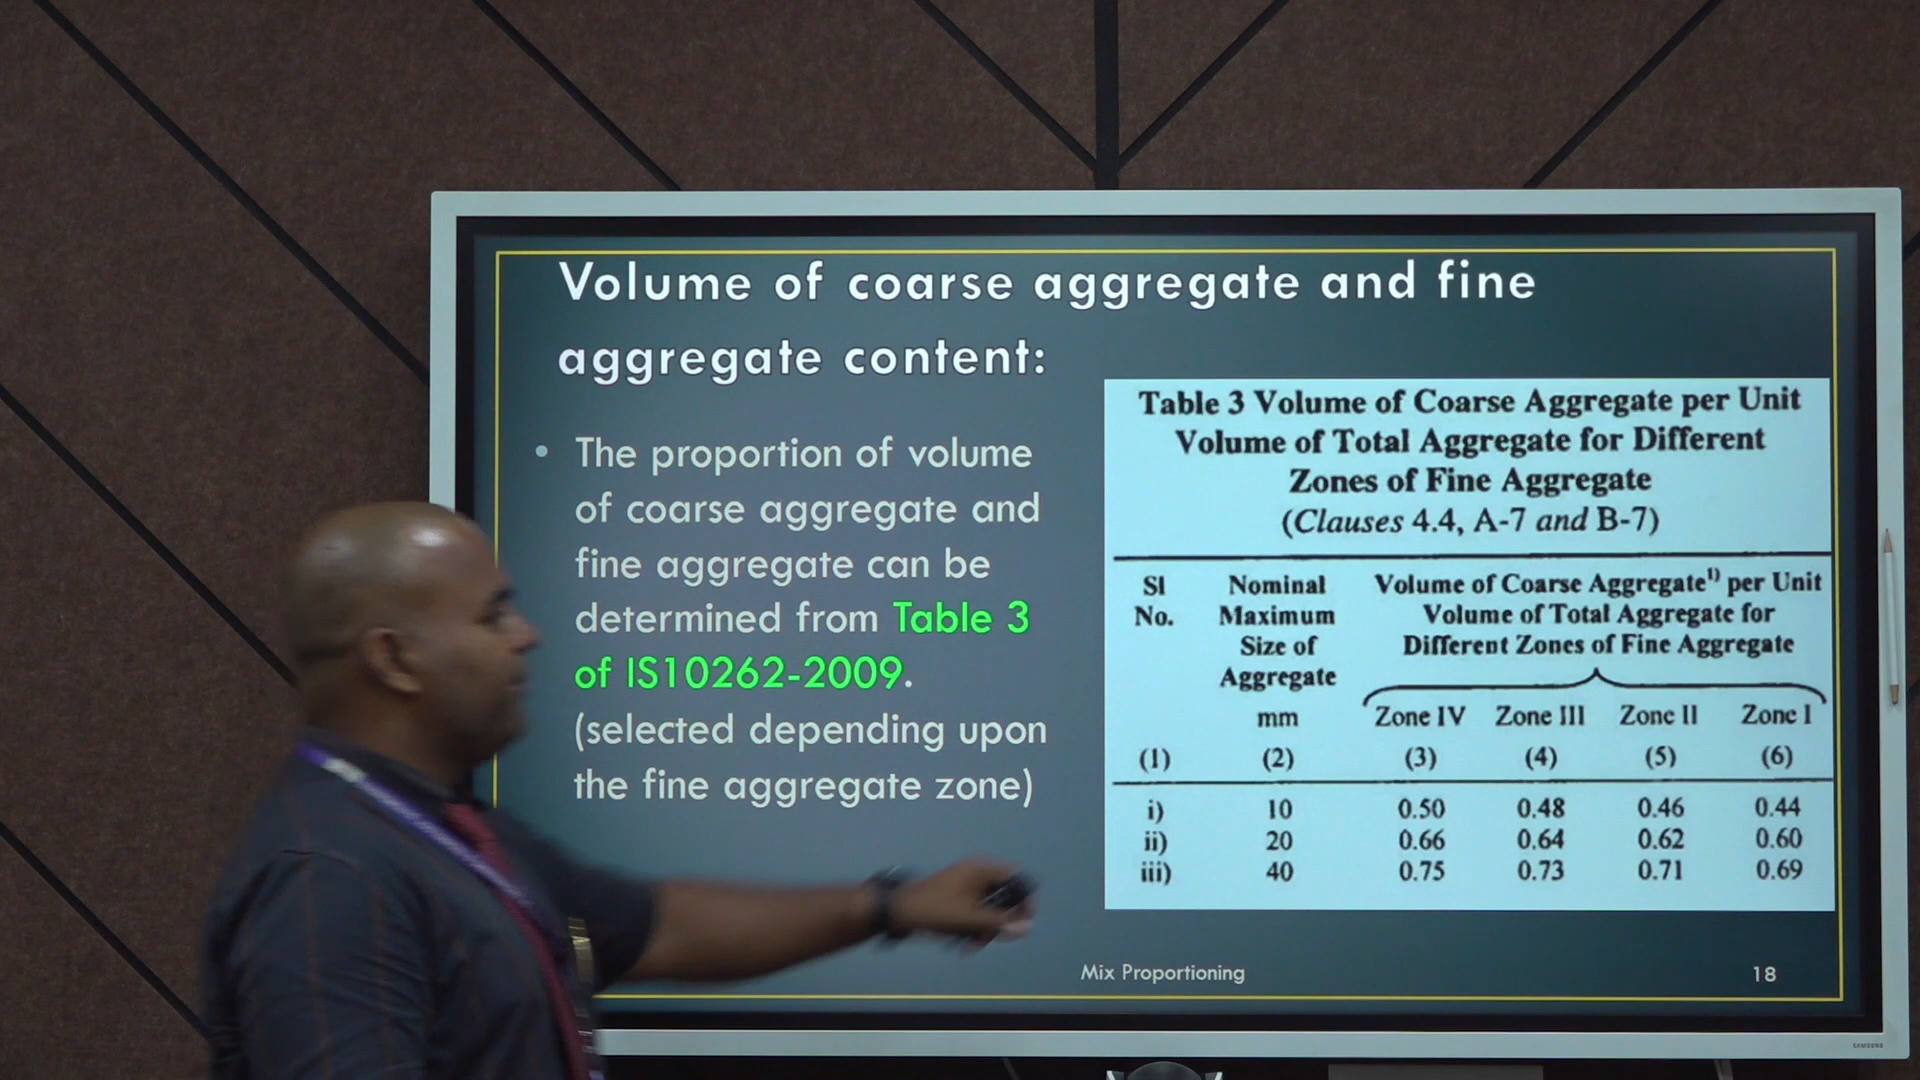 Volume of coarse aggregate and fine
aggregate content:
• The proportion of volume
of coarse aggregate and
fine aggregate can be
determined from Table 3
of IS10262-2009.
(selected depending upon
the fine aggregate zone)
Table 3 Volume of Coarse Aggregate per Unit
Volume of Total Aggregate for Different
Zones of Fine Aggregate
(Clauses 4.4, A-7 and B-7)
Sl No. Nominal Maximum Size of Aggregate mm Volume of Coarse Aggregate¹⁾ per Unit
Volume of Total Aggregate for
Different Zones of Fine Aggregate
Zone IV Zone III Zone II Zone I
(1) (2) (3) (4) (5) (6)
i) 10 0.50 0.48 0.46 0.44
ii) 20 0.66 0.64 0.62 0.60
iii) 40 0.75 0.73 0.71 0.69
Mix Proportioning 18
SAMSUNG